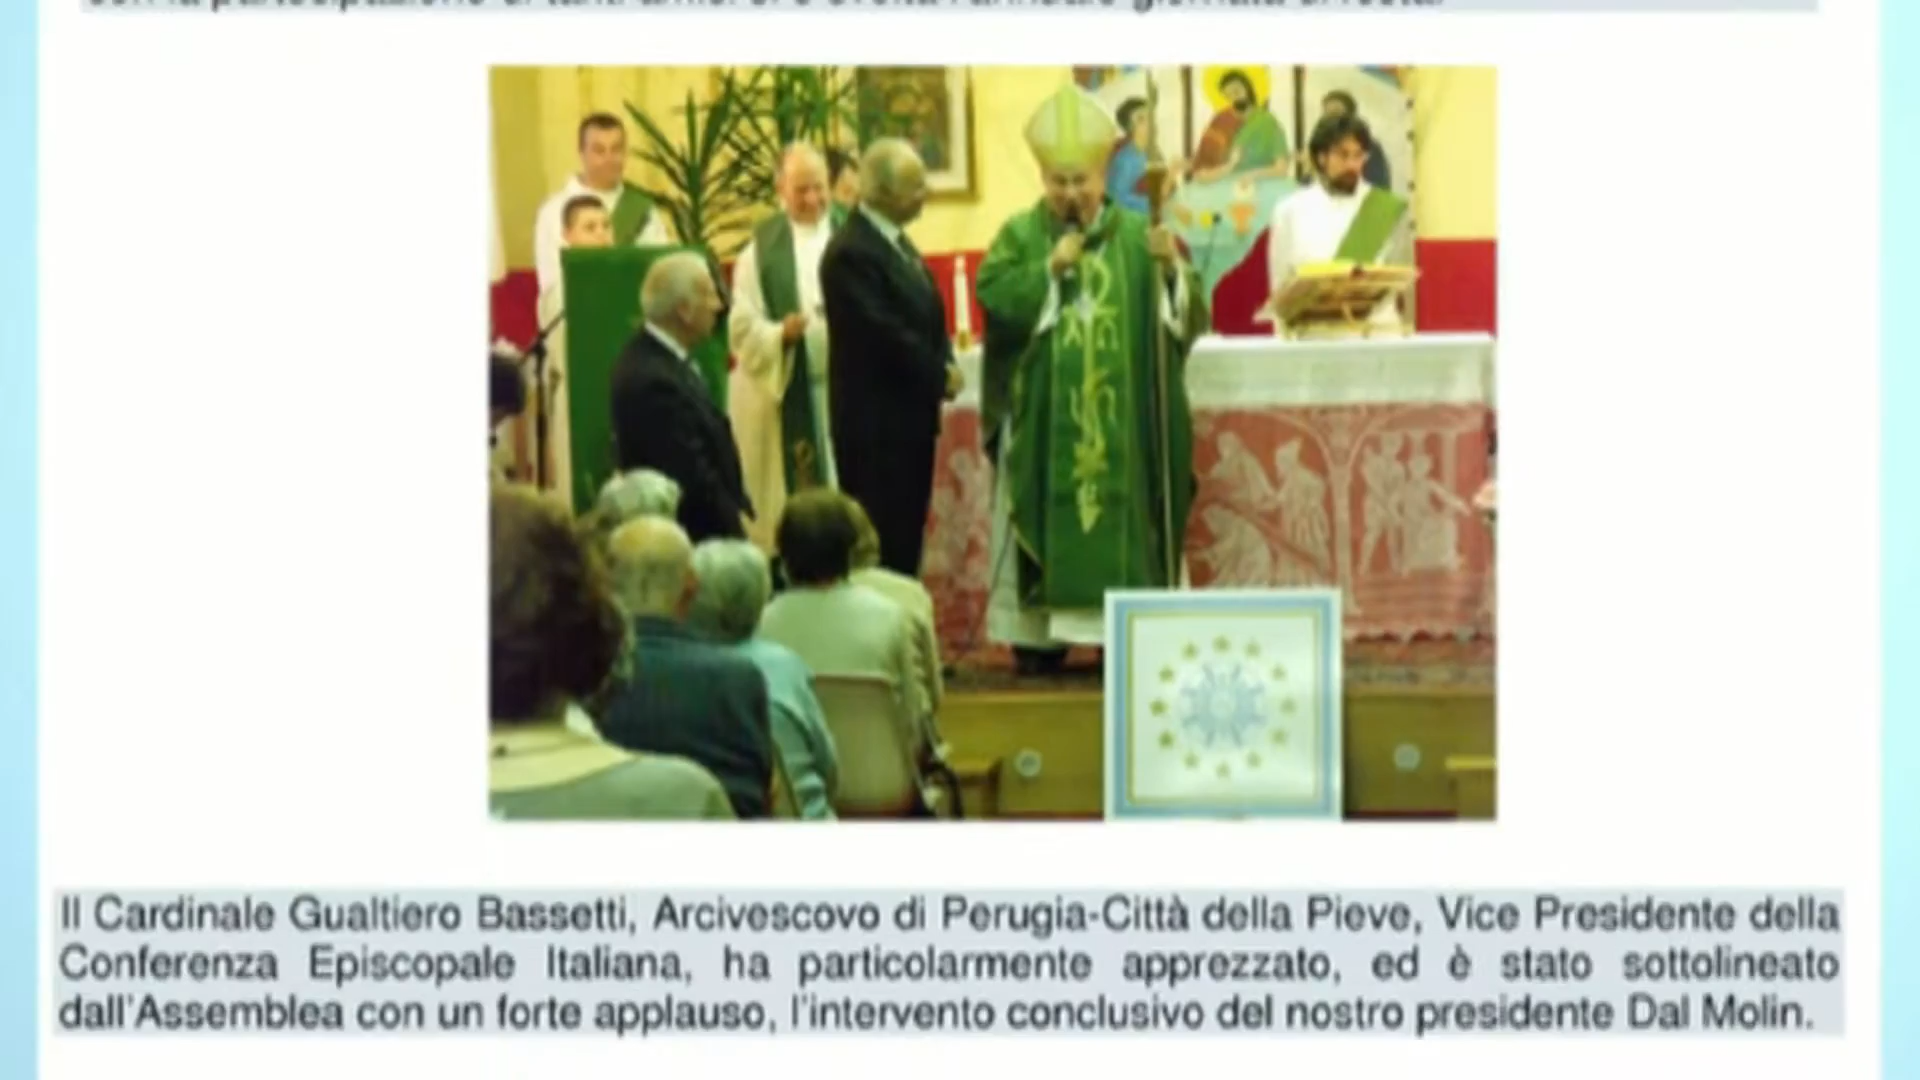 Il Cardinale Gualtiero Bassetti, Arcivescovo di Perugia-Città della Pieve, Vice Presidente della
Conferenza Episcopale Italiana, ha particolarmente apprezzato, ed è stato sottolineato
dall'Assemblea con un forte applauso, l'intervento conclusivo del nostro presidente Dal Molin.